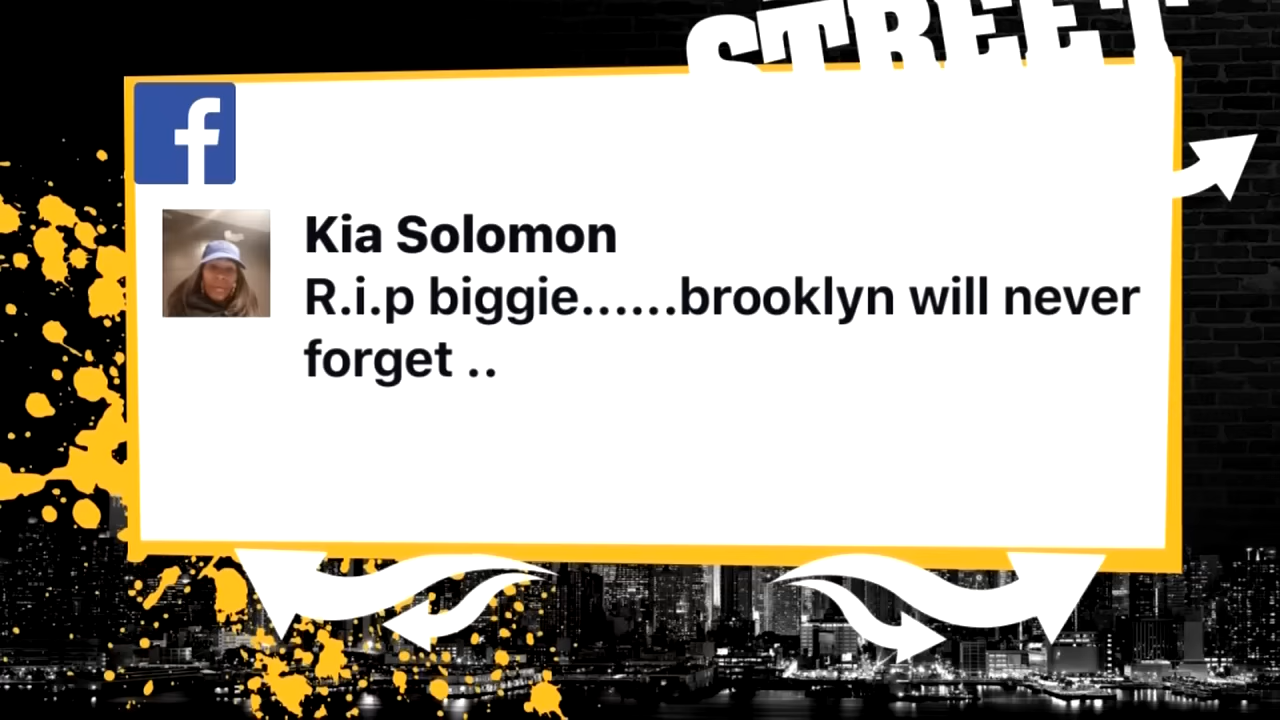 STREET
f
Kia Solomon
R.i.p biggie......brooklyn will never
forget ..